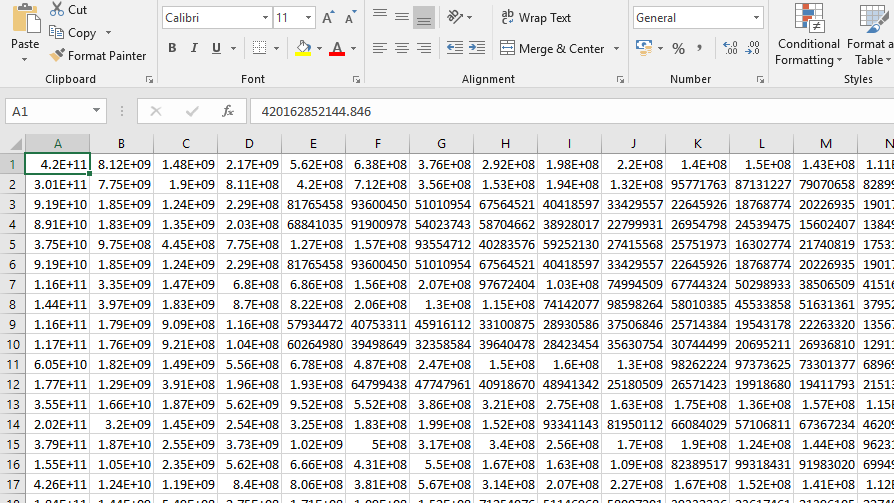 Cut
Calibri 11 A A
ab c Wrap Text
General
Copy
Paste
Format Painter
B I U A
Merge & Center
% , .0 .00 .00 .0
Conditional Format a
Formatting Table
Clipboard Font Alignment Number Styles
A1 fx 420162852144.846
A B C D E F G H I J K L M N
1 4.2E+11 8.12E+09 1.48E+09 2.17E+09 5.62E+08 6.38E+08 3.76E+08 2.92E+08 1.98E+08 2.2E+08 1.4E+08 1.5E+08 1.43E+08 1.11E
2 3.01E+11 7.75E+09 1.9E+09 8.11E+08 4.2E+08 7.12E+08 3.56E+08 1.53E+08 1.94E+08 1.32E+08 95771763 87131227 79070658 82899
3 9.19E+10 1.85E+09 1.24E+09 2.29E+08 81765458 93600450 51010954 67564521 40418597 33429557 22645926 18768774 20226935 19017
4 8.91E+10 1.83E+09 1.35E+09 2.03E+08 68841035 91900978 54023743 58704662 38928017 22799931 26954798 24539475 15602407 13849
5 3.75E+10 9.75E+08 4.45E+08 7.75E+08 1.27E+08 1.57E+08 93554712 40283576 59252130 27415568 25751973 16302774 21740819 1753
6 9.19E+10 1.85E+09 1.24E+09 2.29E+08 81765458 93600450 51010954 67564521 40418597 33429557 22645926 18768774 20226935 19017
7 1.16E+11 3.35E+09 1.47E+09 6.8E+08 6.86E+08 1.56E+08 2.07E+08 97672404 1.03E+08 74994509 67744324 50298933 38506509 41516
8 1.44E+11 3.97E+09 1.83E+09 8.7E+08 8.22E+08 2.06E+08 1.3E+08 1.15E+08 74142077 98598264 58010385 45533858 51631361 37952
9 1.16E+11 1.79E+09 9.09E+08 1.16E+08 57934472 40753311 45916112 33100875 28930586 37506846 25714384 19543178 22263320 13567
10 1.17E+11 1.76E+09 9.21E+08 1.04E+08 60264980 39498649 32358584 39640478 28423454 35630754 30744499 20695211 26936810 12911
11 6.05E+10 1.82E+09 1.49E+09 5.56E+08 6.78E+08 4.87E+08 2.47E+08 1.5E+08 1.6E+08 1.3E+08 98262224 97373625 73301377 68969
12 1.77E+11 1.29E+09 3.91E+08 1.96E+08 1.93E+08 64799438 47747961 40918670 48941342 25180509 26571423 19918680 19411793 21513
13 3.55E+11 1.66E+10 1.87E+09 5.62E+09 9.52E+08 5.52E+08 3.86E+08 3.21E+08 2.75E+08 1.63E+08 1.75E+08 1.36E+08 1.57E+08 1.15E
14 2.02E+11 3.2E+09 1.45E+09 2.54E+08 3.25E+08 1.83E+08 1.99E+08 1.52E+08 93341143 81950112 66084029 57106811 67367234 46209
15 3.79E+11 1.87E+10 2.55E+09 3.73E+09 1.02E+09 5E+08 3.17E+08 3.4E+08 2.56E+08 1.7E+08 1.9E+08 1.24E+08 1.44E+08 9623
16 1.55E+11 1.05E+10 2.35E+09 5.62E+08 6.66E+08 4.31E+08 5.5E+08 1.67E+08 1.63E+08 1.09E+08 82389517 99318431 91983020 69949
17 4.26E+11 1.24E+10 1.19E+09 8.4E+08 8.06E+08 3.81E+08 5.67E+08 3.14E+08 2.07E+08 2.27E+08 1.67E+08 1.52E+08 1.41E+08 1.12E